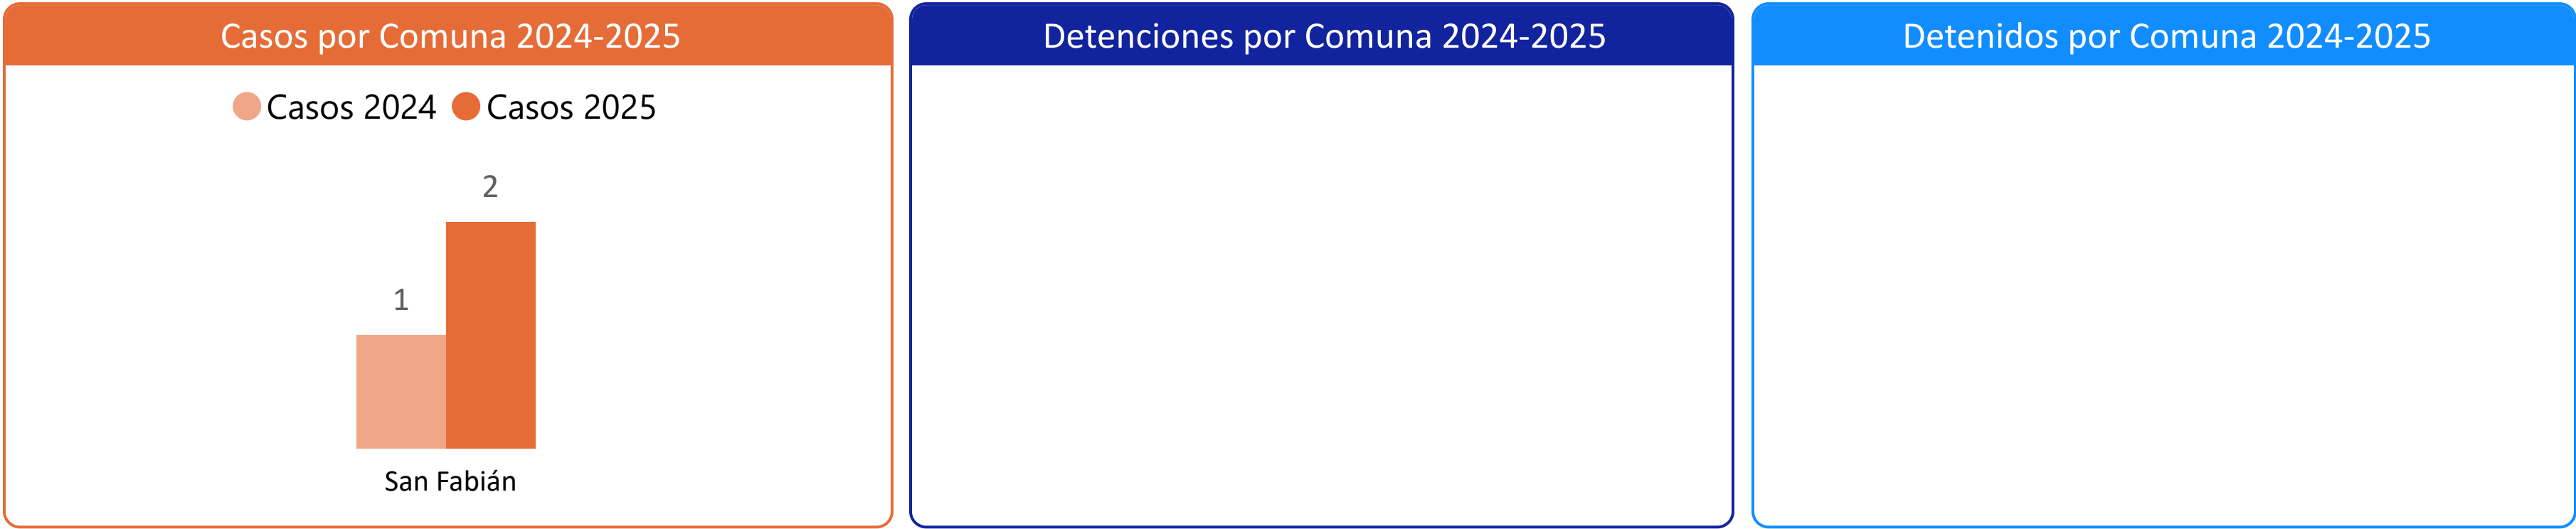 Casos por Comuna 2024-2025
Casos 2024 Casos 2025
2
1
San Fabián
Detenciones por Comuna 2024-2025
Detenidos por Comuna 2024-2025